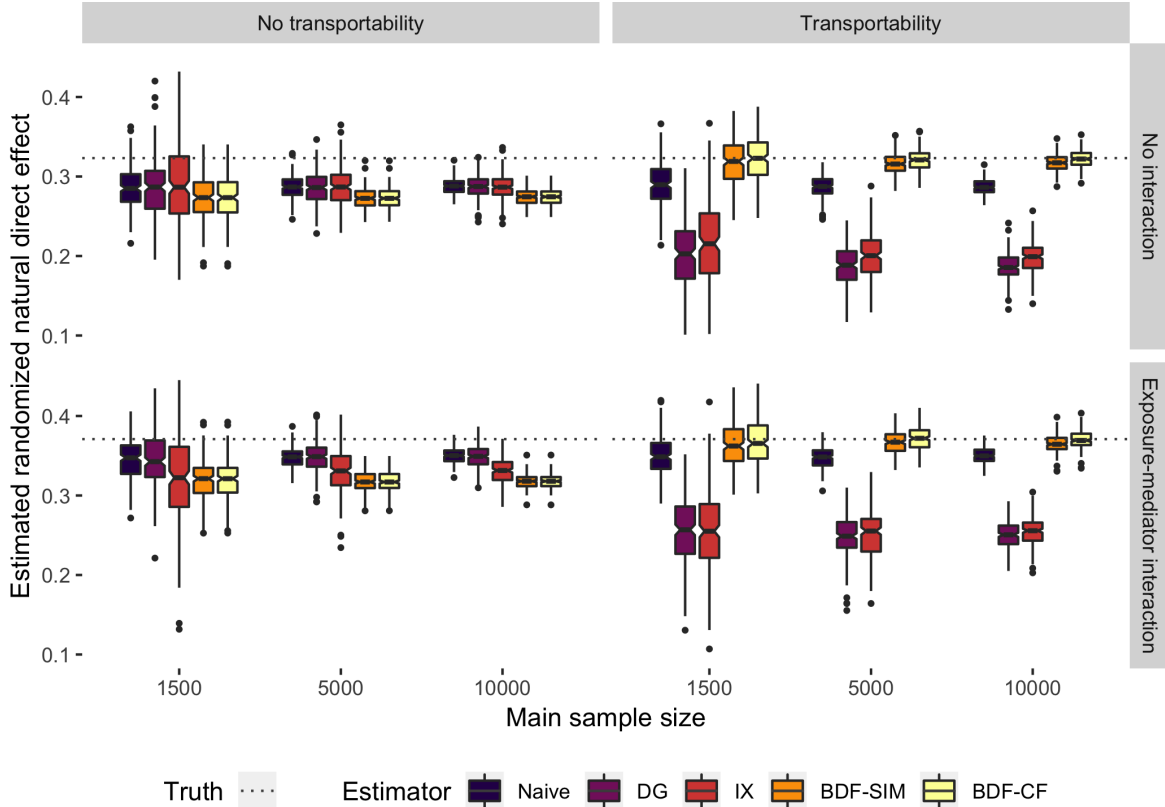 No transportability
Transportability
Estimated randomized natural direct effect
0.4
0.3
0.2
0.1
No interaction
0.4
0.3
0.2
0.1
Exposure-mediator interaction
1500
5000
10000
1500
5000
10000
Main sample size
Truth
Estimator
Naive
DG
IX
BDF-SIM
BDF-CF